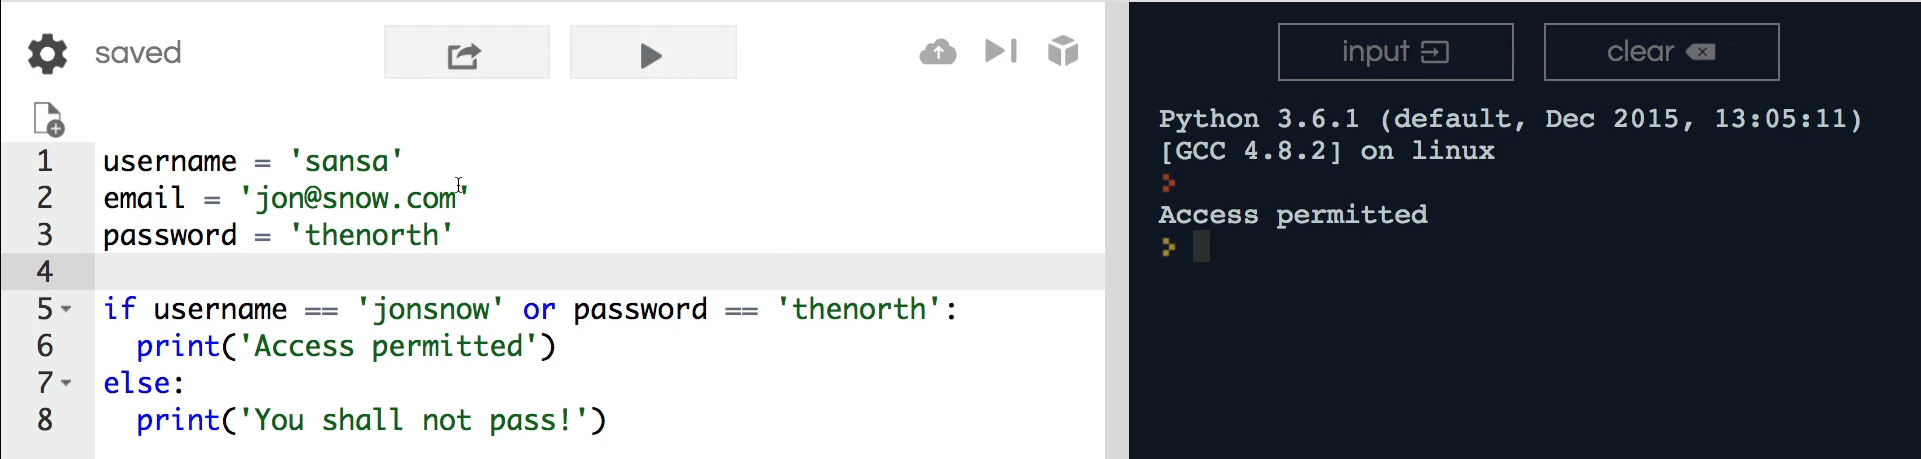 saved
input
clear
1 username = 'sansa'
2 email = 'jon@snow.com'
3 password = 'thenorth'
4
5 if username == 'jonsnow' or password == 'thenorth':
6   print('Access permitted')
7 else:
8   print('You shall not pass!')
Python 3.6.1 (default, Dec 2015, 13:05:11)
[GCC 4.8.2] on linux
Access permitted